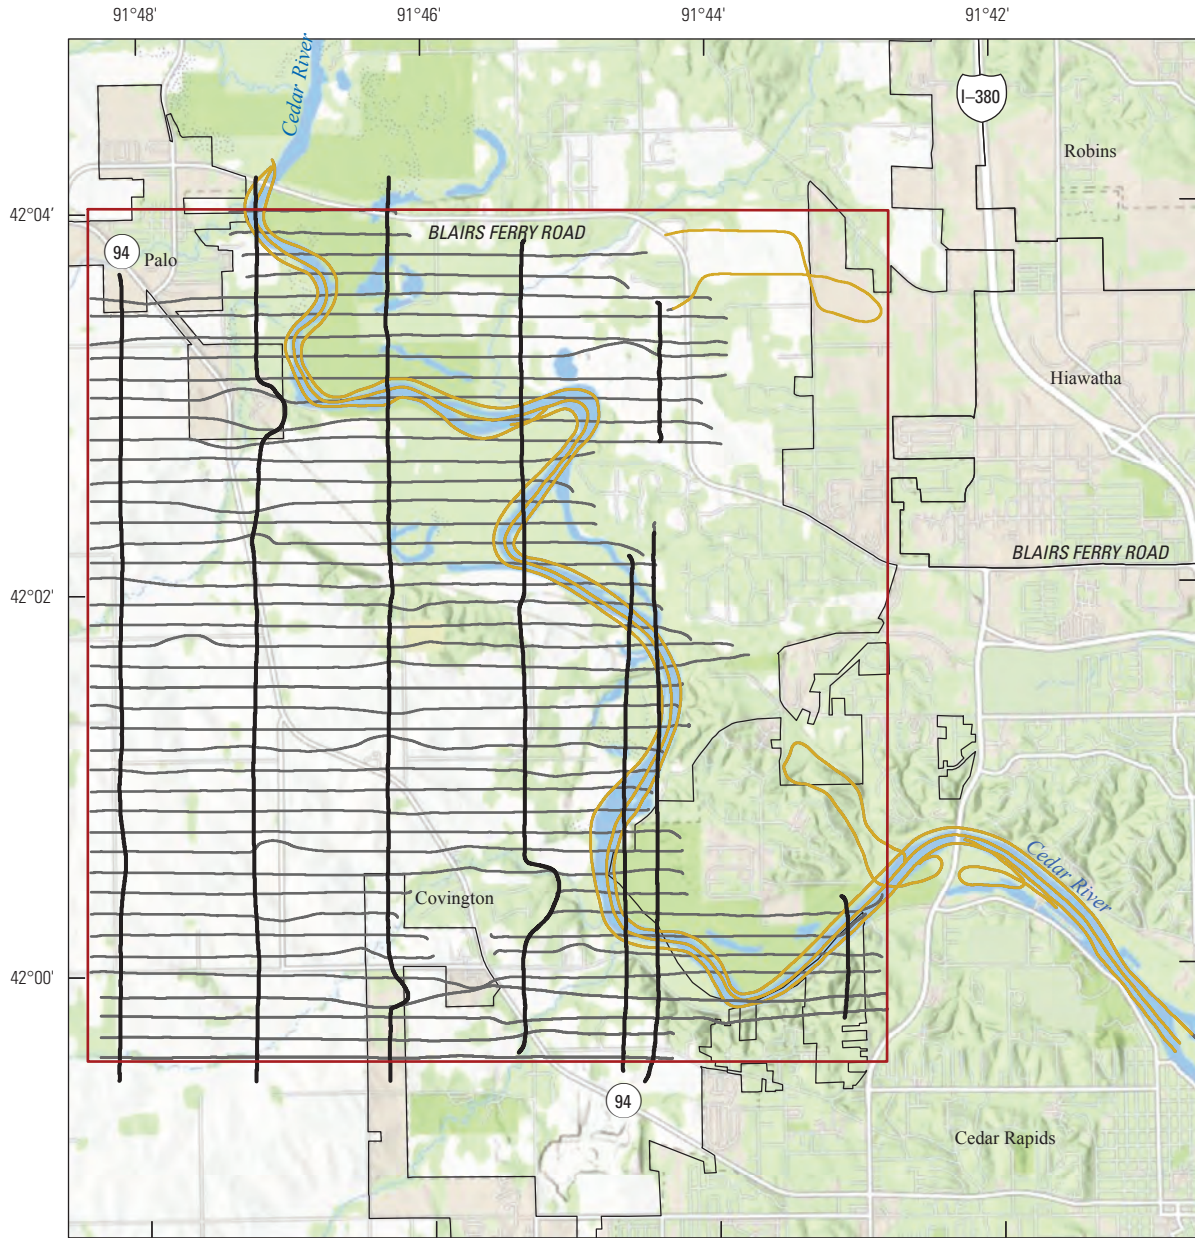 91°48' 91°46' 91°44' 91°42'
Cedar River
I–380
Robins
42°04'
BLAIRS FERRY ROAD
94
Palo
Hiawatha
BLAIRS FERRY ROAD
42°02'
Cedar River
Covington
42°00'
94
Cedar Rapids